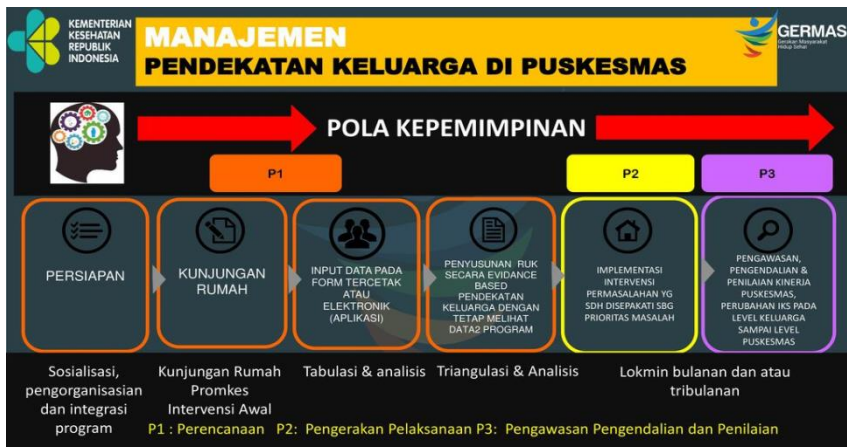 KEMENTERIAN
KESEHATAN
REPUBLIK
INDONESIA
MANAJEMEN
PENDEKATAN KELUARGA DI PUSKESMAS
GERMAS
Gerakan Masyarakat
Hidup Sehat
POLA KEPEMIMPINAN
P1
P2
P3
PERSIAPAN
KUNJUNGAN
RUMAH
INPUT DATA PADA
FORM TERCETAK
ATAU
ELEKTRONIK
(APLIKASI)
PENYUSUNAN RUK
SECARA EVIDANCE
BASED
PENDEKATAN
KELUARGA DENGAN
TETAP MELIHAT
DATA2 PROGRAM
IMPLEMENTASI
INTERVENSI
PERMASALAHAN YG
SDH DISEPAKATI SBG
PRIORITAS MASALAH
PENGAWASAN,
PENGENDALIAN &
PENILAIAN KINERJA
PUSKESMAS,
PERUBAHAN IKS PADA
LEVEL KELUARGA
SAMPAI LEVEL
PUSKESMAS
Sosialisasi,
pengorganisasian
dan integrasi
program
Kunjungan Rumah
Promkes
Intervensi Awal
Tabulasi & analisis
Triangulasi & Analisis
Lokmin bulanan dan atau
tribulanan
P1 : Perencanaan P2: Pengerakan Pelaksanaan P3: Pengawasan Pengendalian dan Penilaian